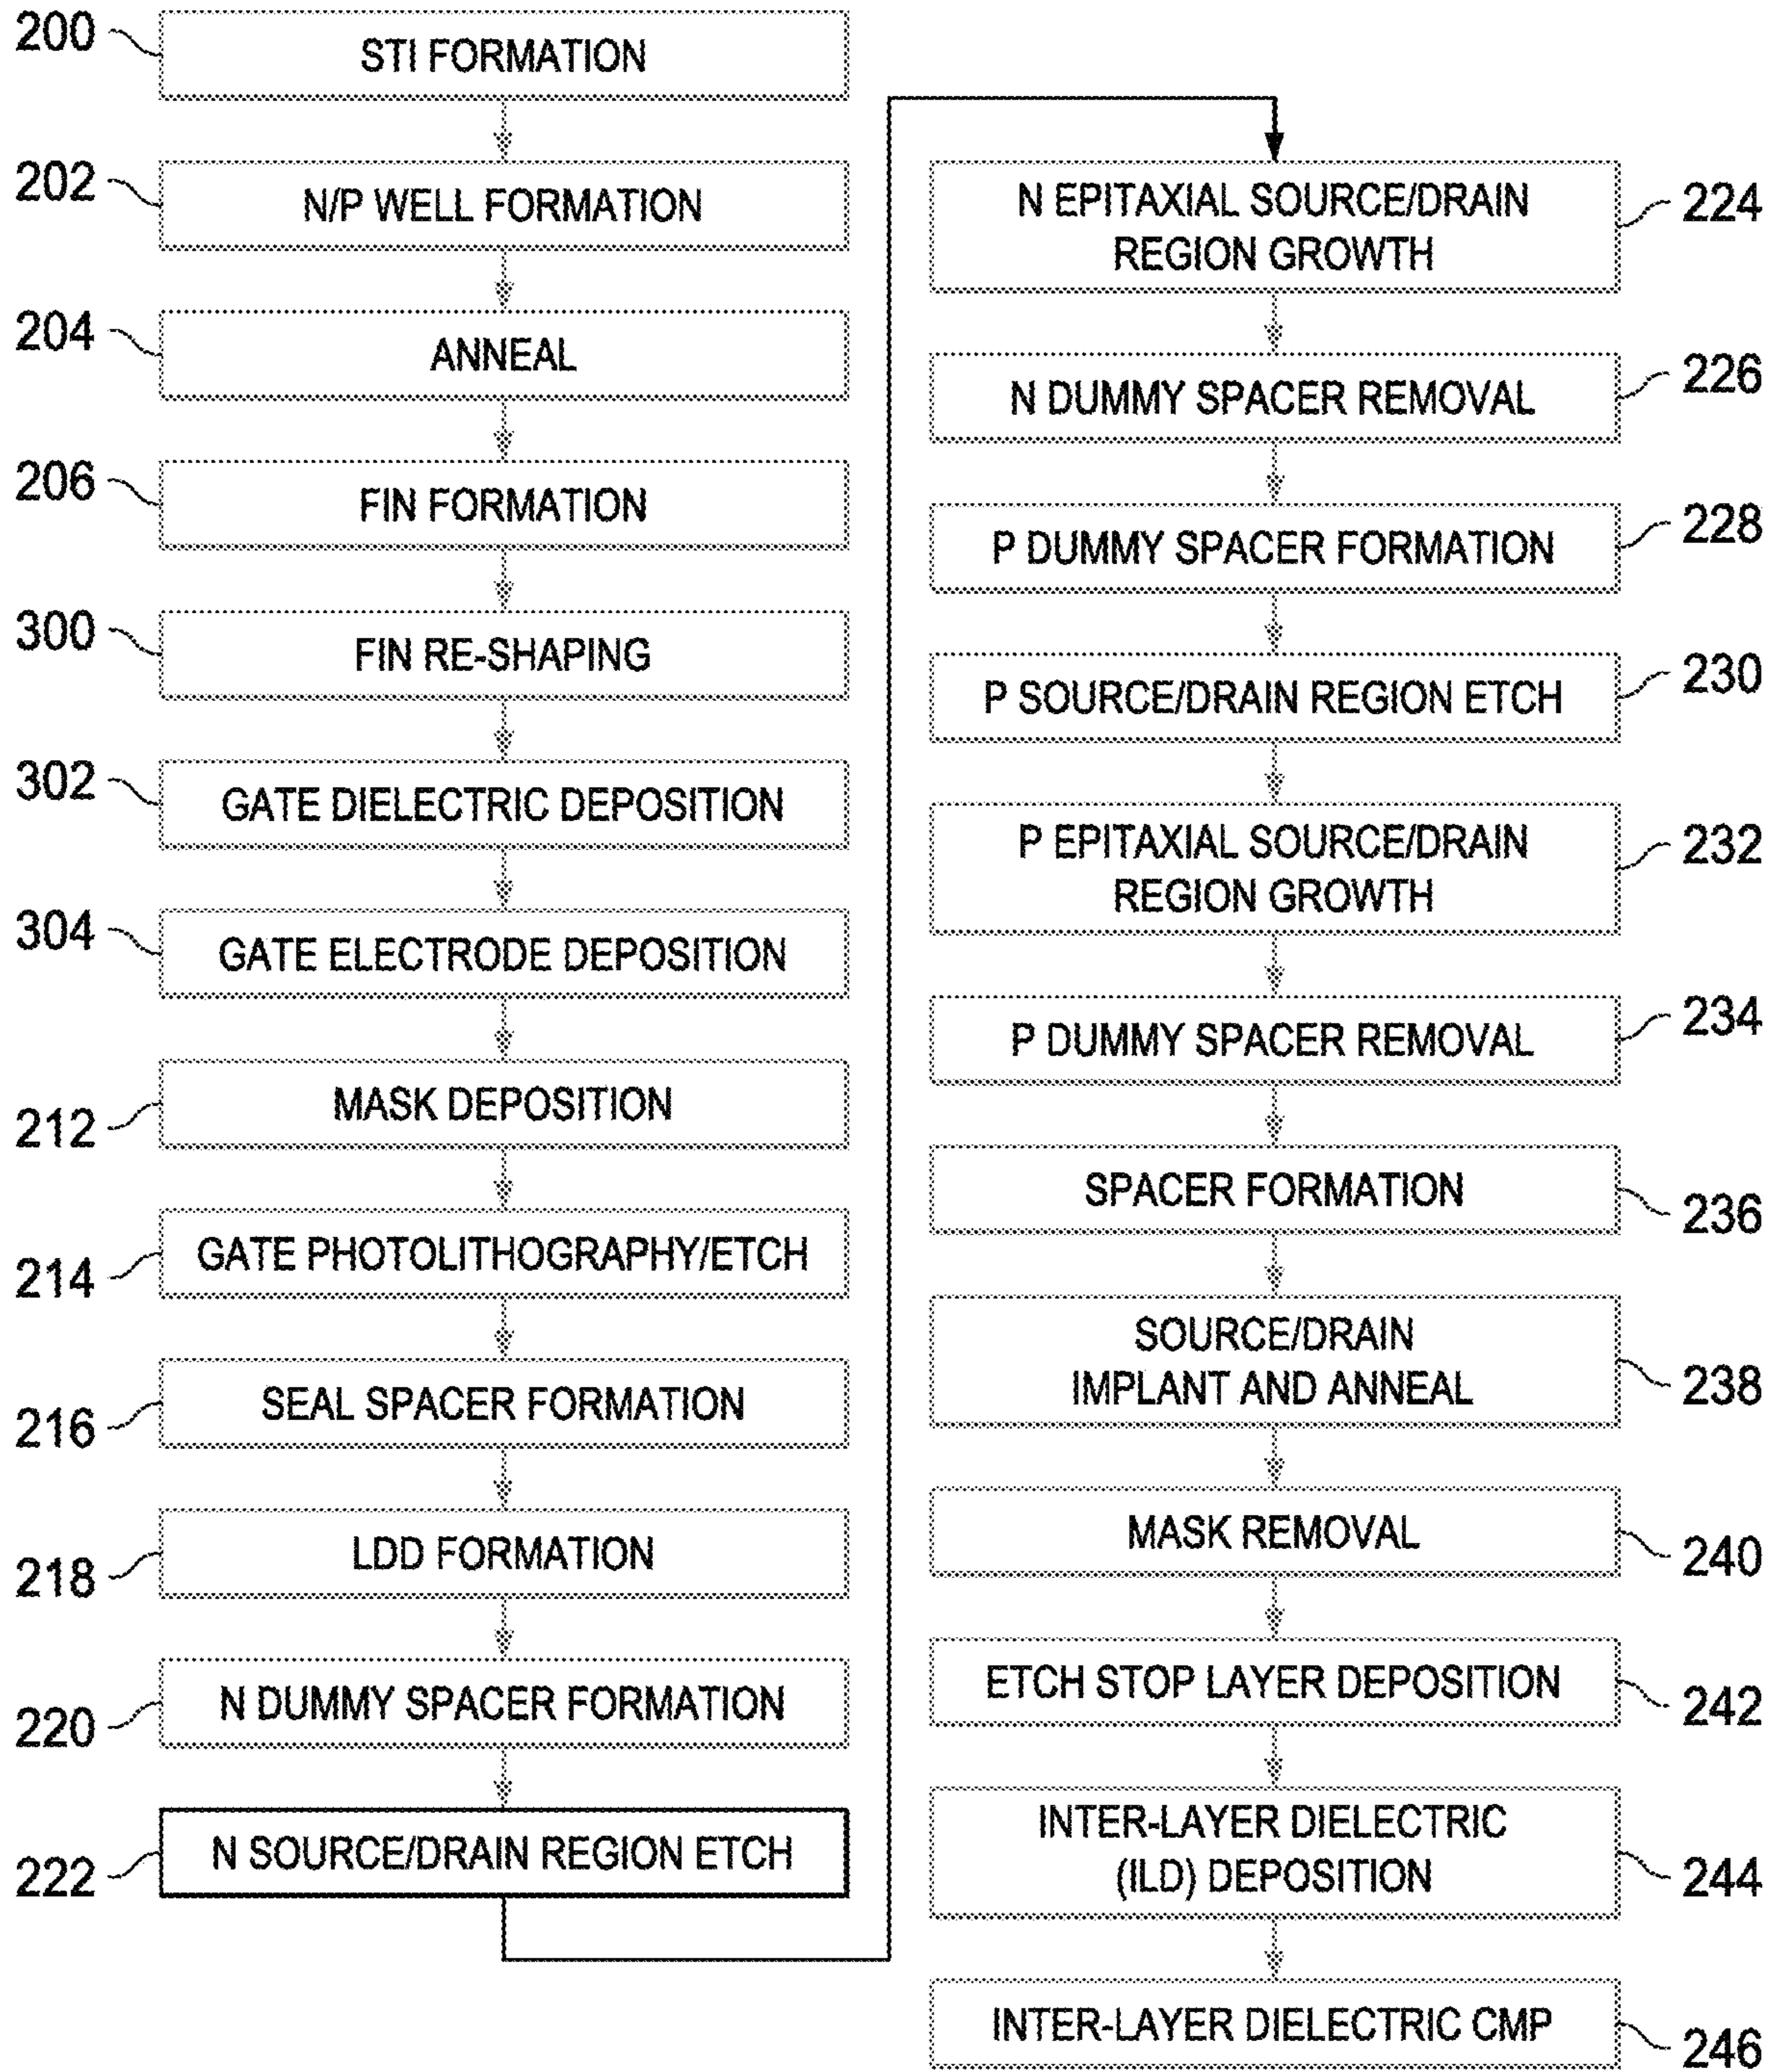 200
STI FORMATION
202
N/P WELL FORMATION
204
ANNEAL
206
FIN FORMATION
300
FIN RE-SHAPING
302
GATE DIELECTRIC DEPOSITION
304
GATE ELECTRODE DEPOSITION
212
MASK DEPOSITION
214
GATE PHOTOLITHOGRAPHY/ETCH
216
SEAL SPACER FORMATION
218
LDD FORMATION
220
N DUMMY SPACER FORMATION
222
N SOURCE/DRAIN REGION ETCH
N EPITAXIAL SOURCE/DRAIN
REGION GROWTH
224
N DUMMY SPACER REMOVAL
226
P DUMMY SPACER FORMATION
228
P SOURCE/DRAIN REGION ETCH
230
P EPITAXIAL SOURCE/DRAIN
REGION GROWTH
232
P DUMMY SPACER REMOVAL
234
SPACER FORMATION
236
SOURCE/DRAIN
IMPLANT AND ANNEAL
238
MASK REMOVAL
240
ETCH STOP LAYER DEPOSITION
242
INTER-LAYER DIELECTRIC
(ILD) DEPOSITION
244
INTER-LAYER DIELECTRIC CMP
246